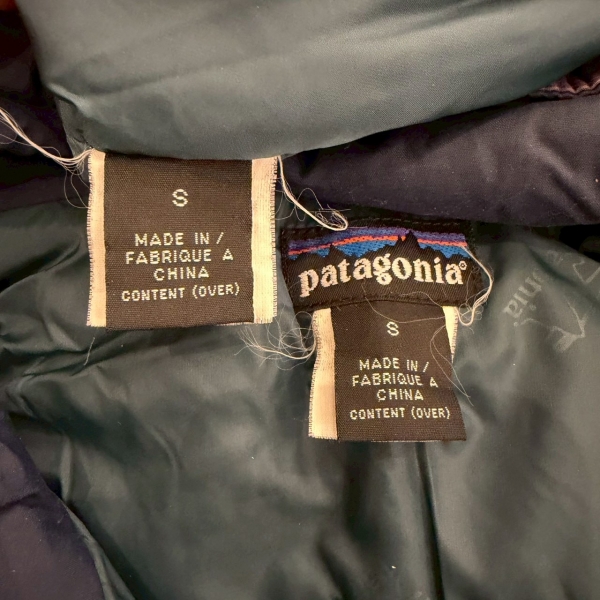 S
MADE IN /
FABRIQUE A
CHINA
CONTENT (OVER)
patagonia®
S
MADE IN /
FABRIQUE A
CHINA
CONTENT (OVER)